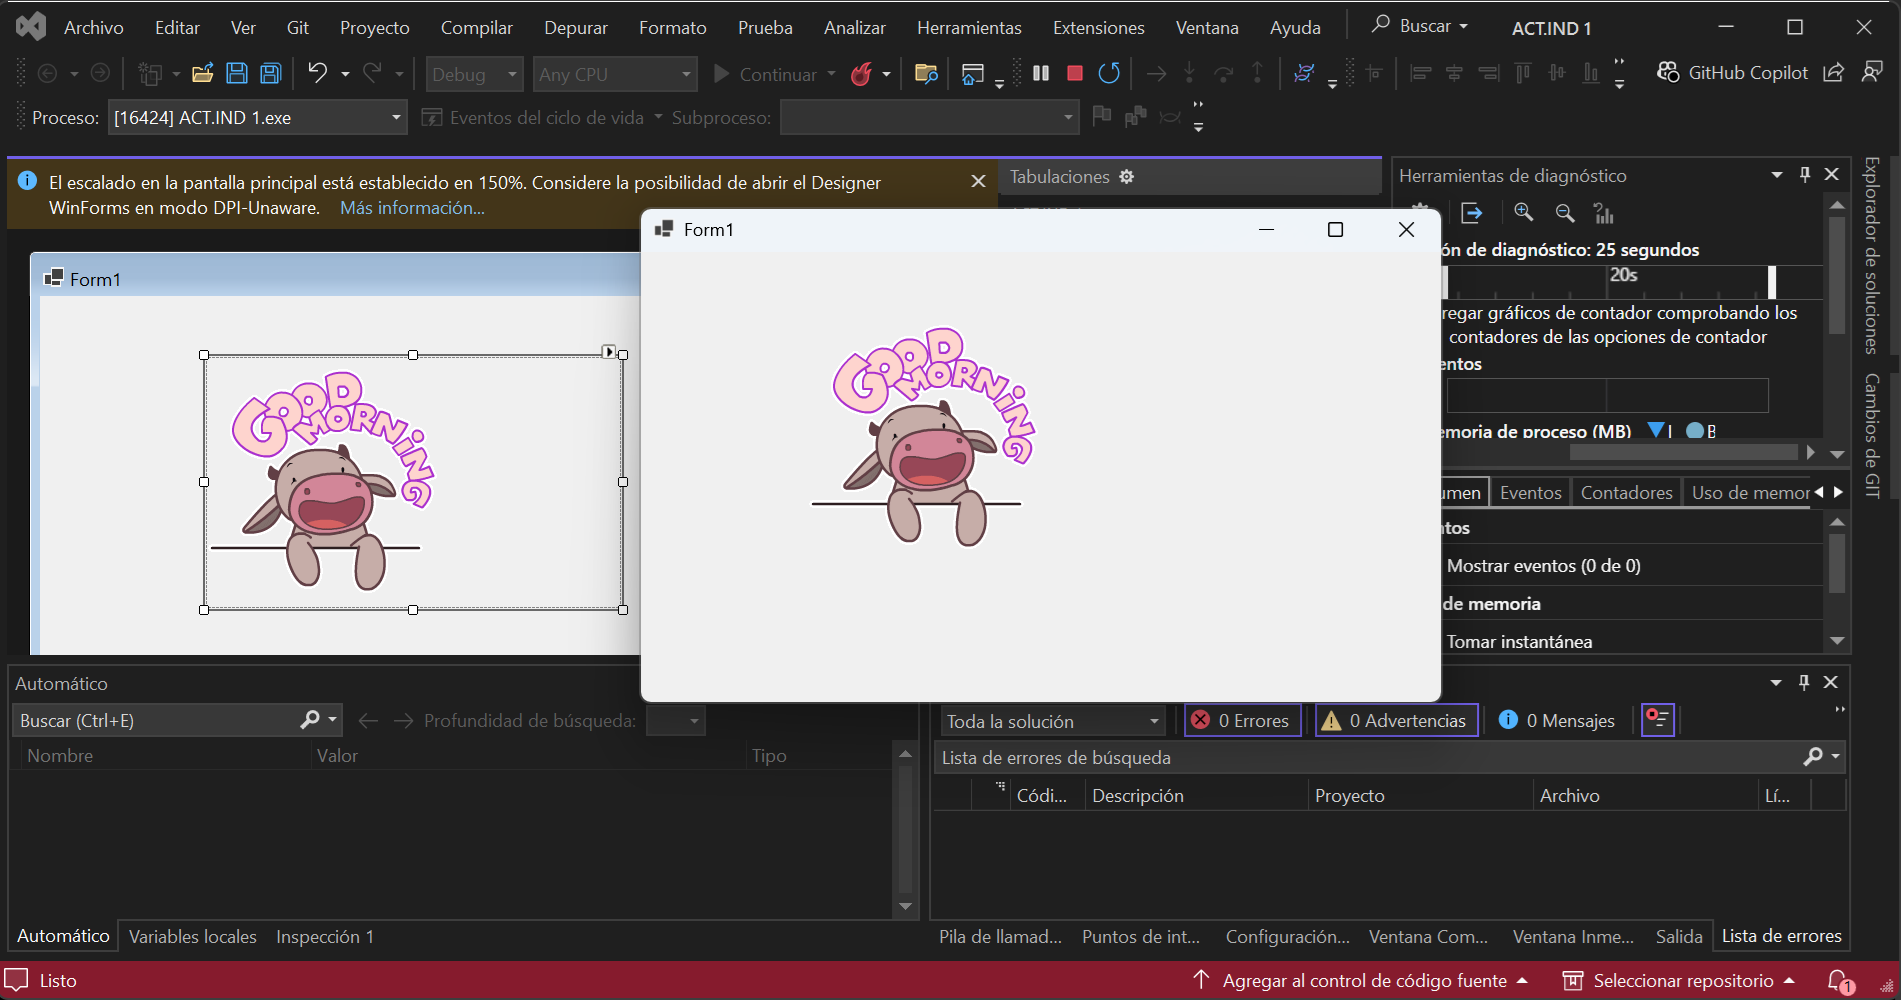 Archivo Editar Ver Git Proyecto Compilar Depurar Formato Prueba Analizar Herramientas Extensiones Ventana Ayuda Buscar ACT.IND 1
Debug Any CPU Continuar GitHub Copilot
Proceso: [16424] ACT.IND 1.exe Eventos del ciclo de vida Subproceso:
El escalado en la pantalla principal está establecido en 150%. Considere la posibilidad de abrir el Designer
WinForms en modo DPI-Unaware. Más información...
Tabulaciones
Form1
GOOD
MORNiNG
Form1
GOOD
MORNiNG
Herramientas de diagnóstico
ón de diagnóstico: 25 segundos
20s
regar gráficos de contador comprobando los
contadores de las opciones de contador
entos
emoria de proceso (MB) I B
umen Eventos Contadores Uso de memor
tos
Mostrar eventos (0 de 0)
de memoria
Tomar instantánea
Explorador de soluciones
Cambios de GIT
Automático
Buscar (Ctrl+E) Profundidad de búsqueda:
Nombre Valor Tipo
Automático Variables locales Inspección 1
Toda la solución 0 Errores 0 Advertencias 0 Mensajes
Lista de errores de búsqueda
Códi... Descripción Proyecto Archivo Lí...
Pila de llamad... Puntos de int... Configuración... Ventana Com... Ventana Inme... Salida Lista de errores
Listo Agregar al control de código fuente Seleccionar repositorio 1